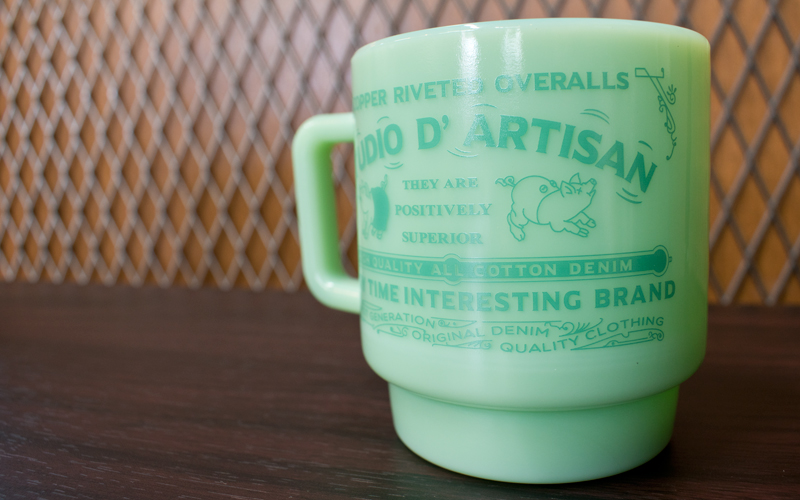 OPPER RIVETED OVERALLS
UDIO D' ARTISAN
THEY ARE
POSITIVELY
SUPERIOR
QUALITY ALL COTTON DENIM
TIME INTERESTING BRAND
GENERATION
ORIGINAL DENIM
QUALITY CLOTHING